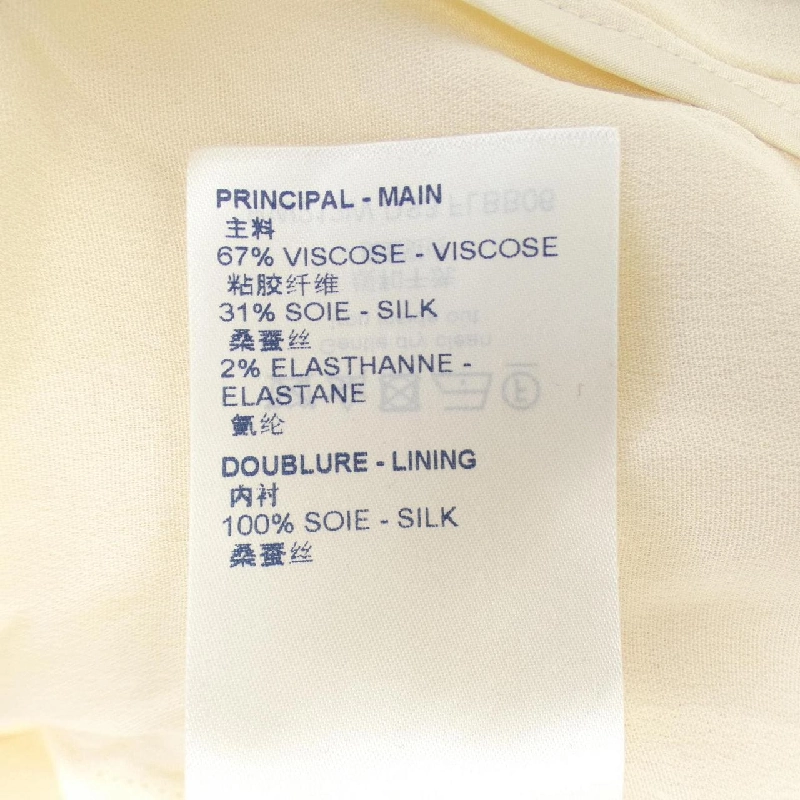 PRINCIPAL - MAIN
主料
67% VISCOSE - VISCOSE
粘胶纤维
31% SOIE - SILK
桑蚕丝
2% ELASTHANNE -
ELASTANE
氨纶
DOUBLURE - LINING
内衬
100% SOIE - SILK
桑蚕丝